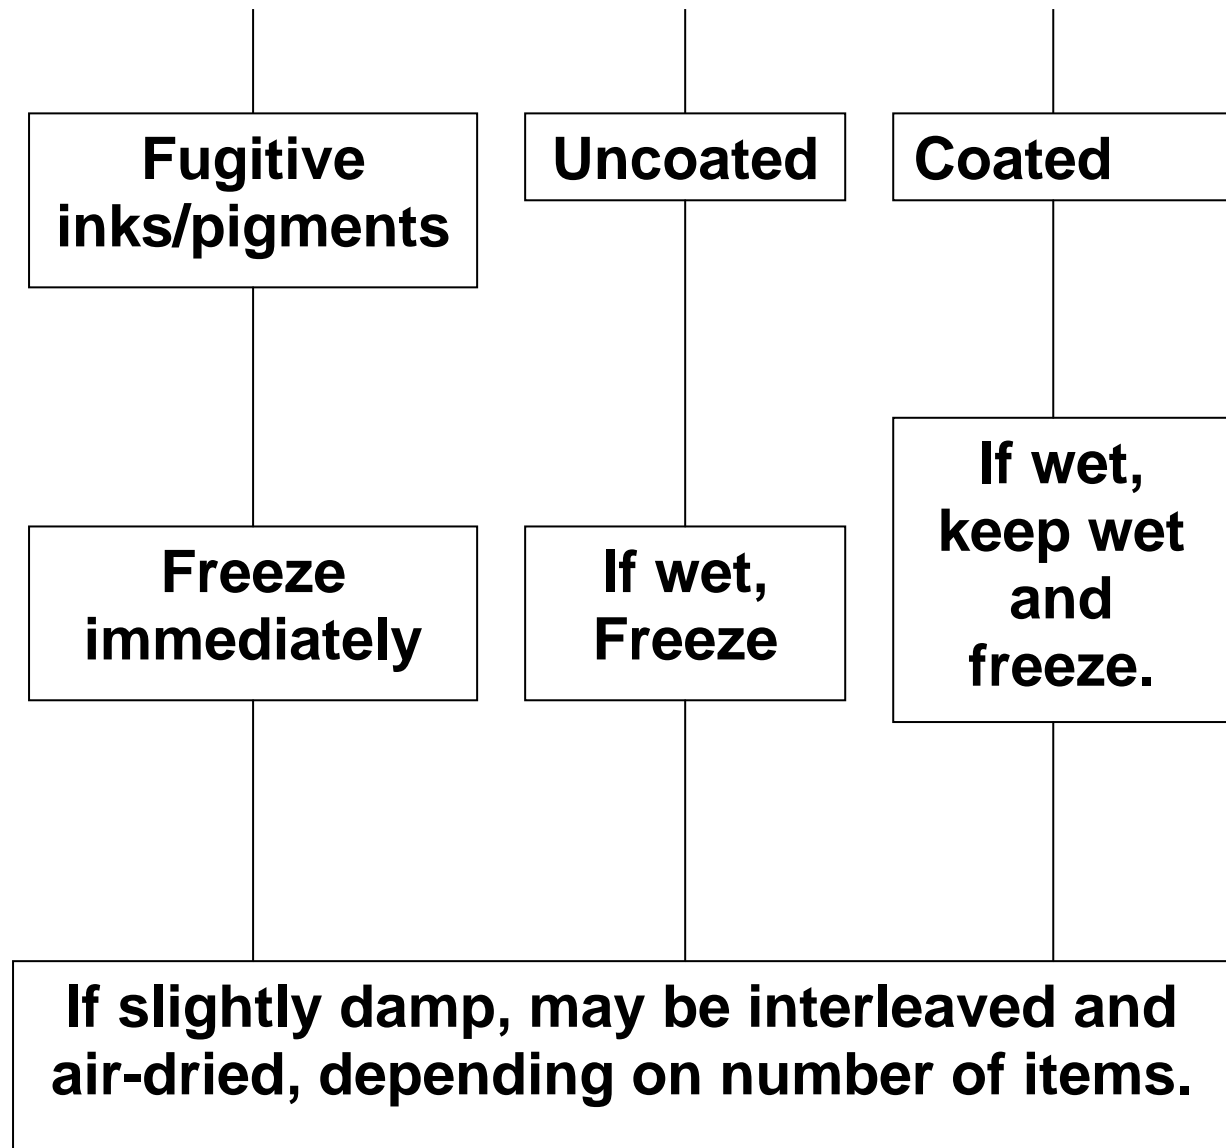 Fugitive
inks/pigments
Uncoated
Coated
Freeze
immediately
If wet,
Freeze
If wet,
keep wet
and
freeze.
If slightly damp, may be interleaved and
air-dried, depending on number of items.